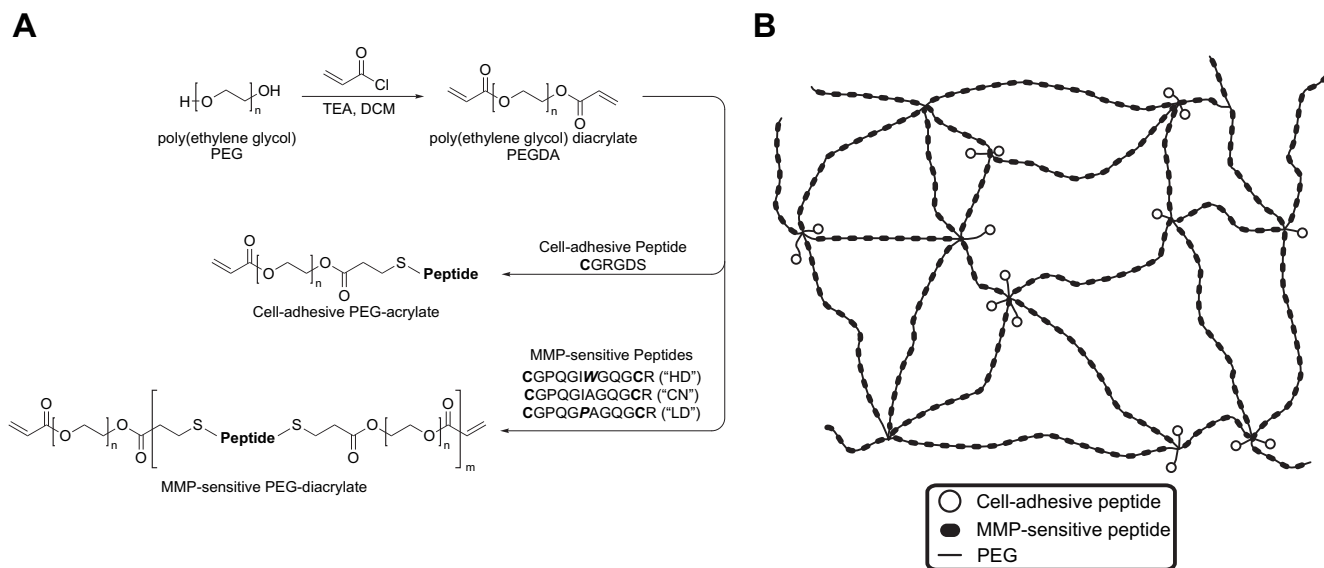 A
B
O
Cl
H
O
OH
n
TEA, DCM
O
O
n
O
O
poly(ethylene glycol)
PEG
poly(ethylene glycol) diacrylate
PEGDA
Cell-adhesive Peptide
CGRGDS
O
O
n
O
O
S
Peptide
Cell-adhesive PEG-acrylate
MMP-sensitive Peptides
CGPQGIWGQGCR (“HD”)
CGPQGIAGQGCR (“CN”)
CGPQGPAGQGCR (“LD”)
O
O
n
O
O
S
Peptide
S
O
O
n
O
O
m
MMP-sensitive PEG-diacrylate
Cell-adhesive peptide
MMP-sensitive peptide
PEG